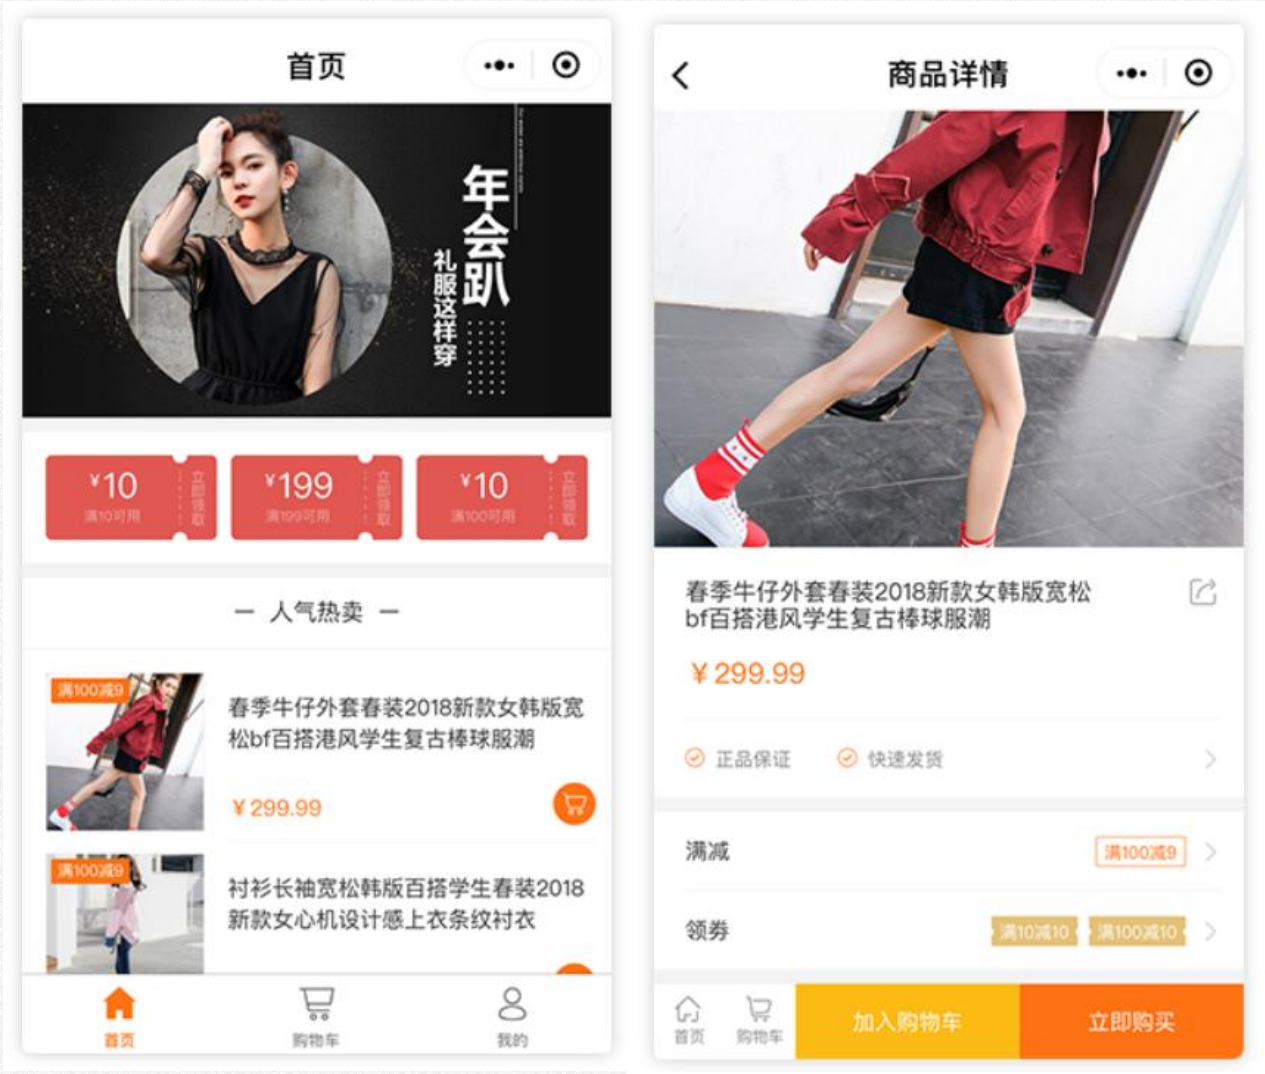 首页
年会趴
礼服这样穿
¥10
满10可用
立即领取
¥199
满199可用
立即领取
¥10
满100可用
立即领取
人气热卖
满100减9
春季牛仔外套春装2018新款女韩版宽
松bf百搭港风学生复古棒球服潮
¥299.99
满100减9
衬衫长袖宽松韩版百搭学生春装2018
新款女心机设计感上衣条纹衬衣
首页
购物车
我的
商品详情
春季牛仔外套春装2018新款女韩版宽松
bf百搭港风学生复古棒球服潮
¥299.99
正品保证
快速发货
满减
满100减9
领券
满10减10
满100减10
首页
购物车
加入购物车
立即购买